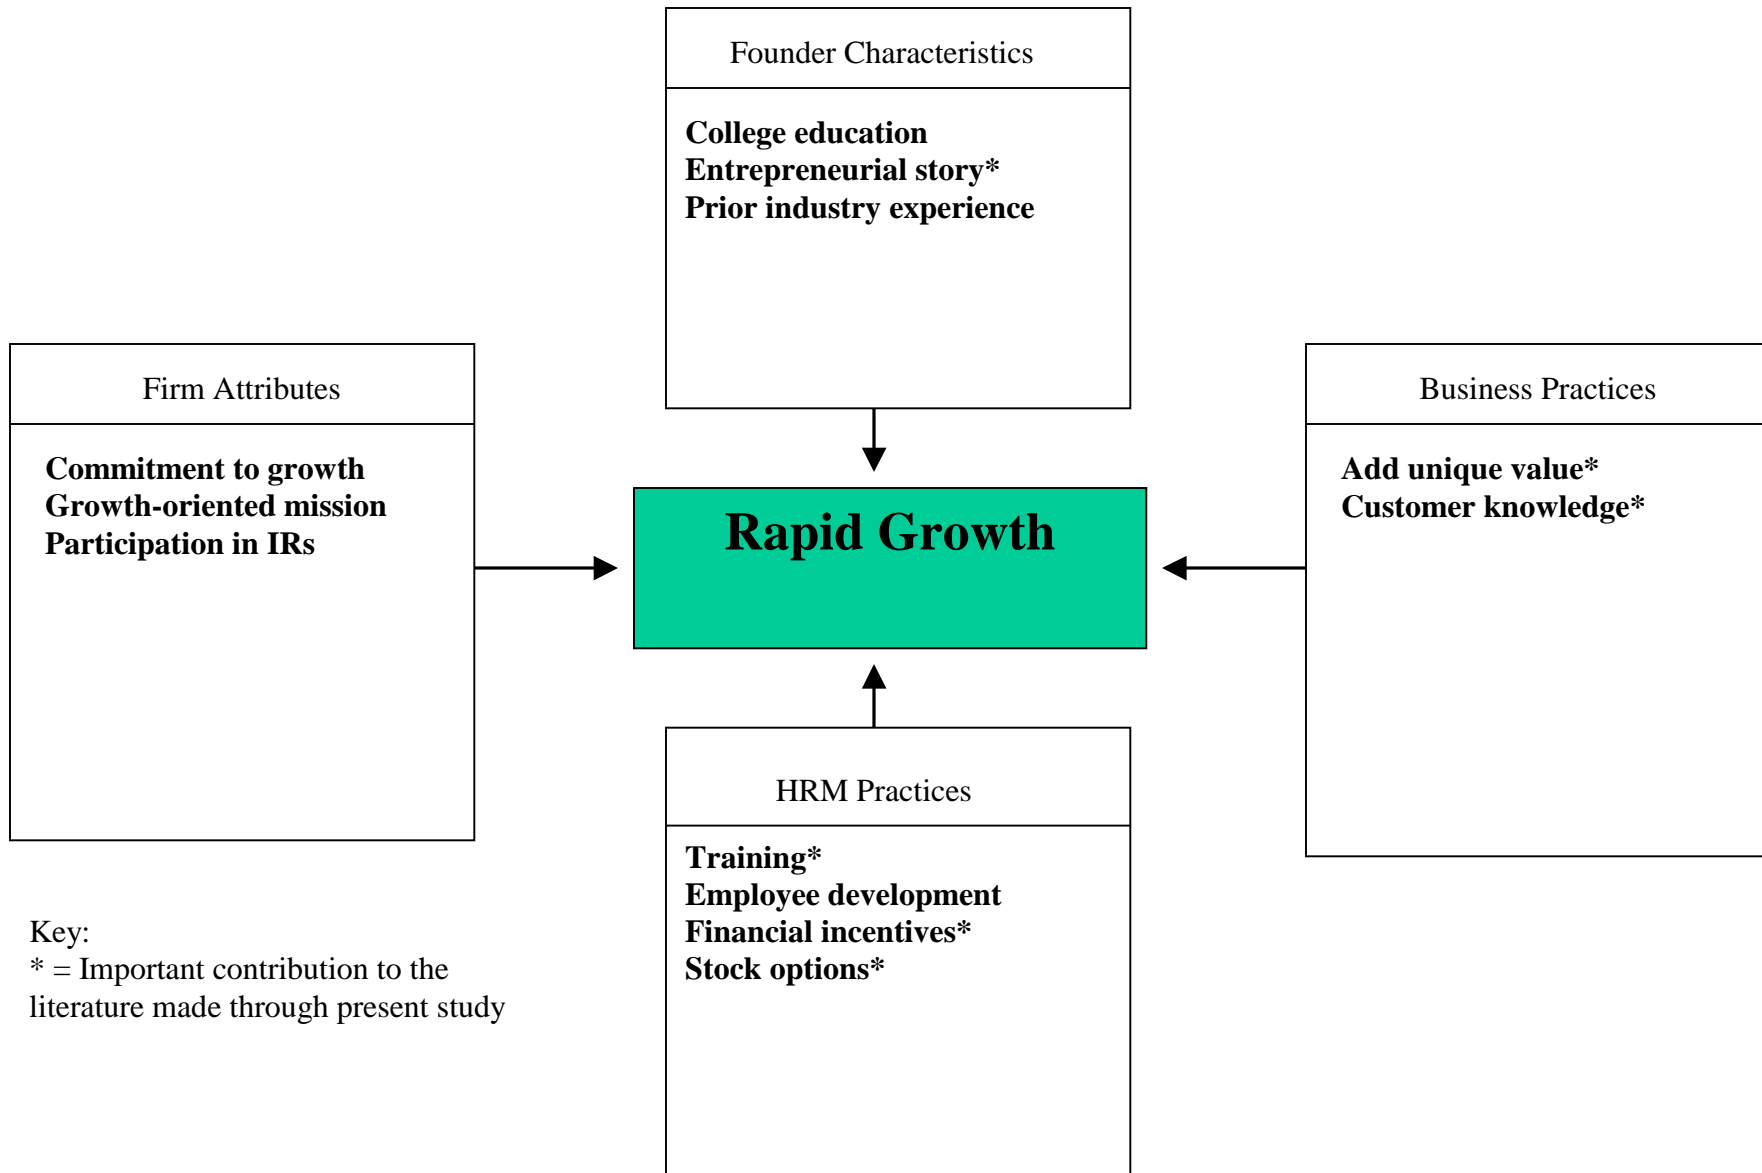 Founder Characteristics
College education
Entrepreneurial story*
Prior industry experience
Firm Attributes
Commitment to growth
Growth-oriented mission
Participation in IRs
Business Practices
Add unique value*
Customer knowledge*
Rapid Growth
HRM Practices
Training*
Employee development
Financial incentives*
Stock options*
Key:
* = Important contribution to the
literature made through present study